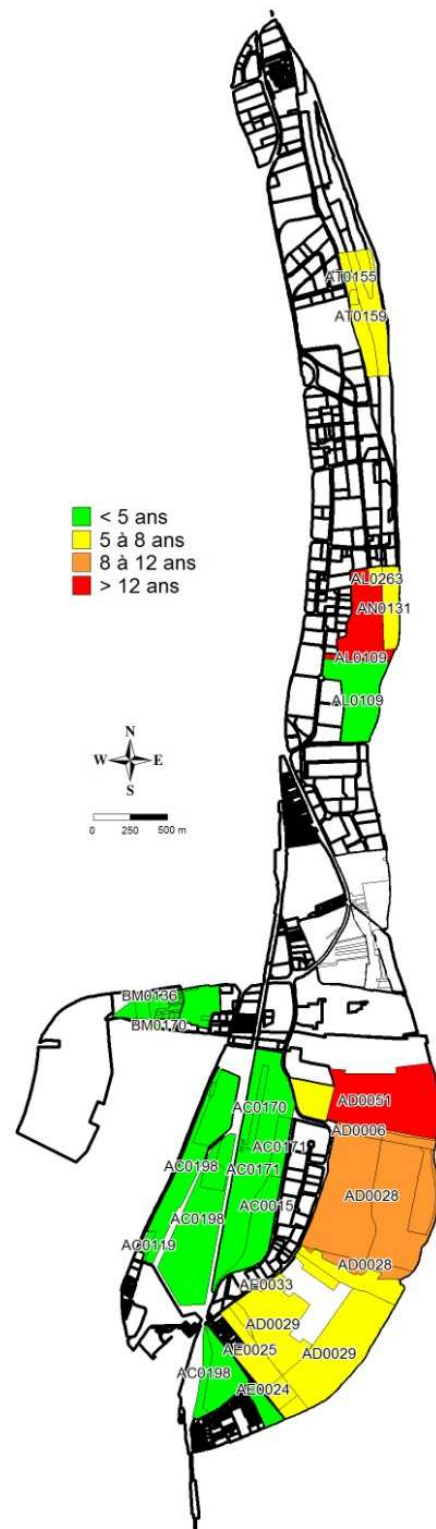 AT0155
AT0159
< 5 ans
5 à 8 ans
8 à 12 ans
> 12 ans
AL0263
AN0131
AL0109
AL0109
N
W E
S
0 250 500 m
BM0136
BM0170
AC0170
AD0051
AD0006
AC0171
AC0198
AC0171
AD0028
AC0015
AC0198
AC0119
AD0028
AE0033
AD0029
AE0025
AD0029
AC0198
AE0024